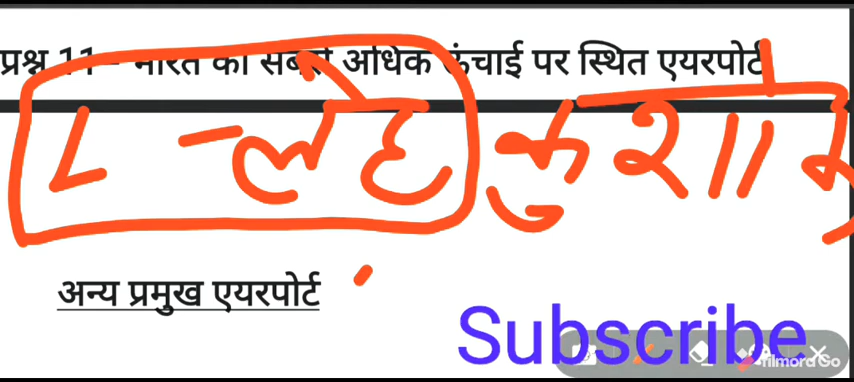 प्रश्न 11 - भारत का सबसे अधिक ऊंचाई पर स्थित एयरपोर्ट
L - लेह
अन्य प्रमुख एयरपोर्ट
Subscribe
filmora Go